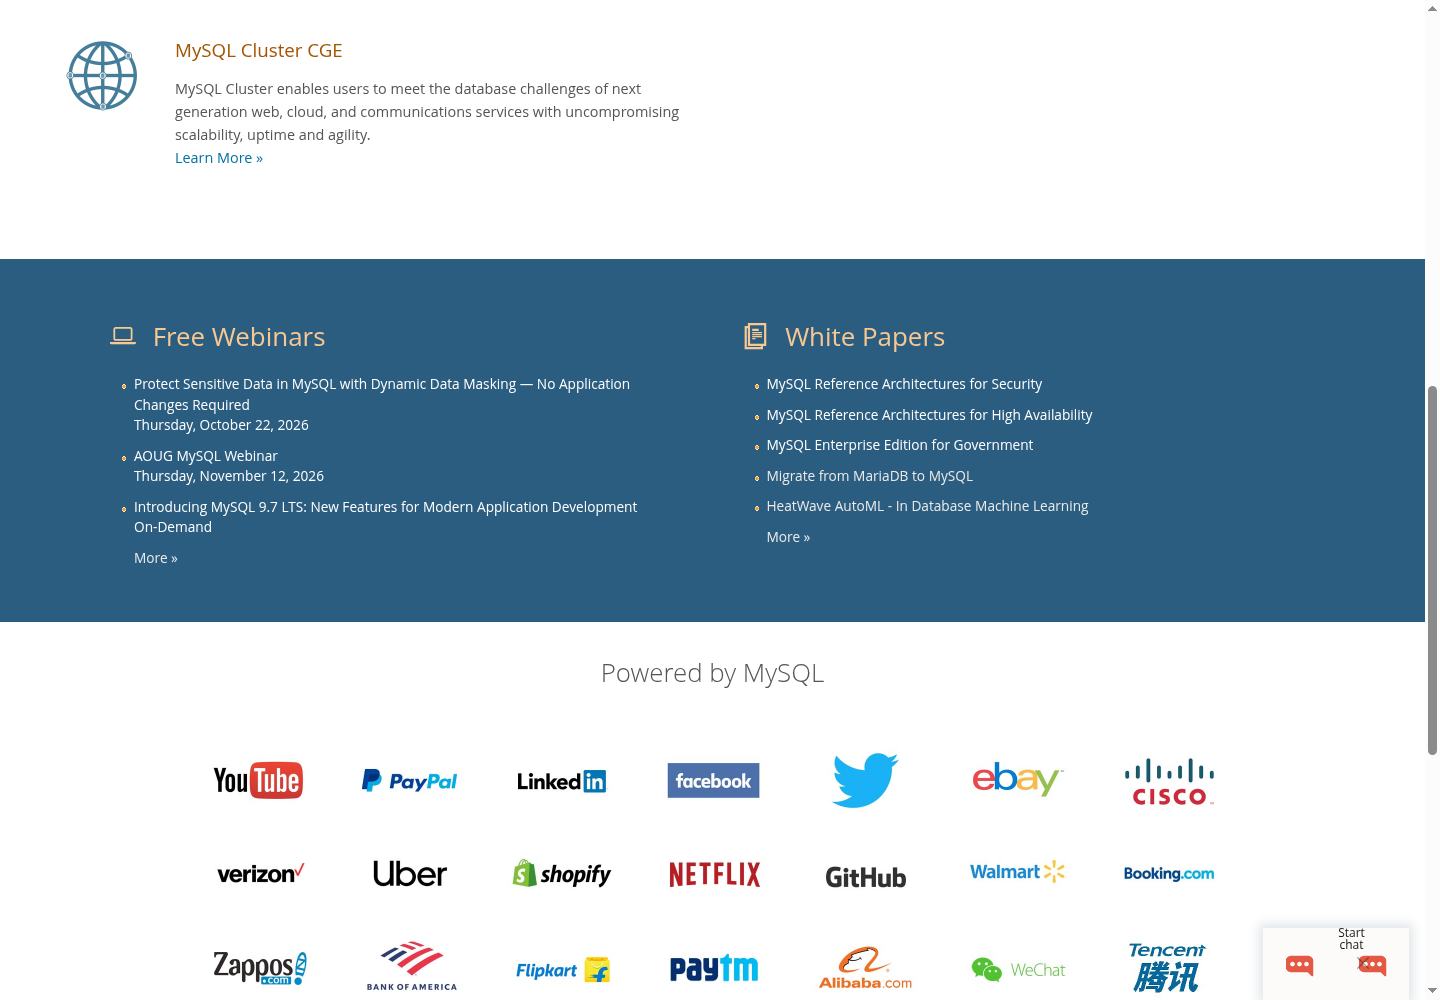 MySQL Cluster CGE
MySQL Cluster enables users to meet the database challenges of next
generation web, cloud, and communications services with uncompromising
scalability, uptime and agility.
Learn More »
Free Webinars
Protect Sensitive Data in MySQL with Dynamic Data Masking — No Application
Changes Required
Thursday, October 22, 2026
AOUG MySQL Webinar
Thursday, November 12, 2026
Introducing MySQL 9.7 LTS: New Features for Modern Application Development
On-Demand
More »
White Papers
MySQL Reference Architectures for Security
MySQL Reference Architectures for High Availability
MySQL Enterprise Edition for Government
Migrate from MariaDB to MySQL
HeatWave AutoML - In Database Machine Learning
More »
Powered by MySQL
YouTube PayPal Linked in facebook ebay CISCO
verizon Uber shopify NETFLIX GitHub Walmart Booking.com
Zappos .com BANK OF AMERICA Flipkart paytm Alibaba.com WeChat Tencent 腾讯
Start
chat